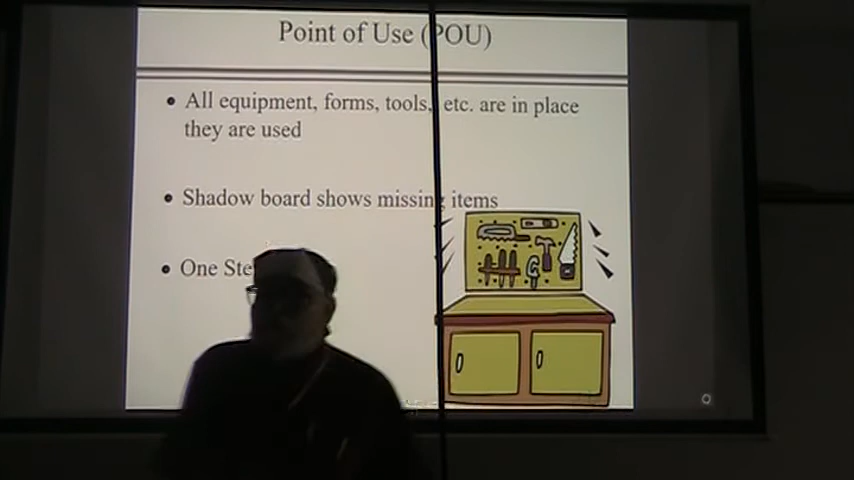 Point of Use (POU)
• All equipment, forms, tools, etc. are in place
they are used
• Shadow board shows missing items
• One